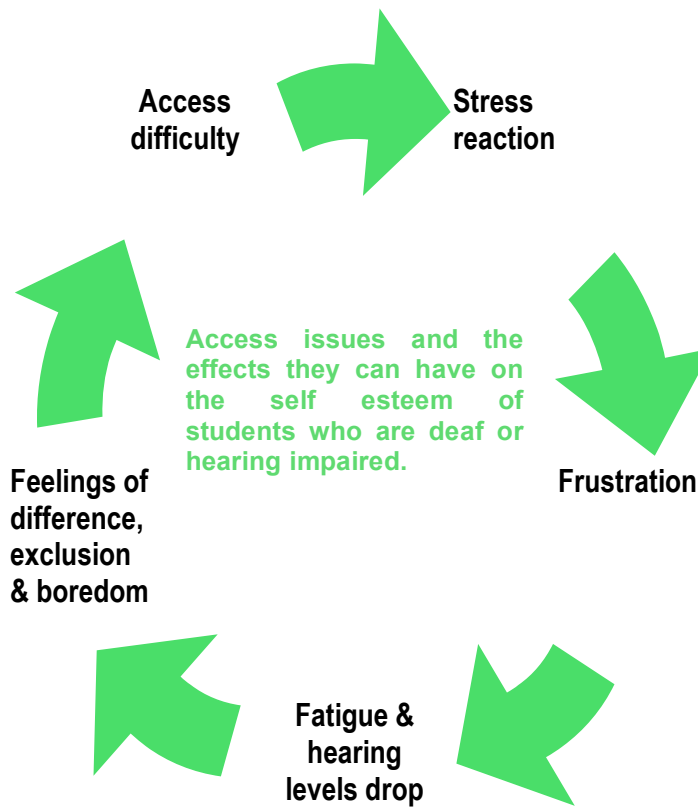 Access
difficulty
Stress
reaction
Access issues and the
effects they can have on
the self esteem of
students who are deaf or
hearing impaired.
Frustration
Fatigue &
hearing
levels drop
Feelings of
difference,
exclusion
& boredom